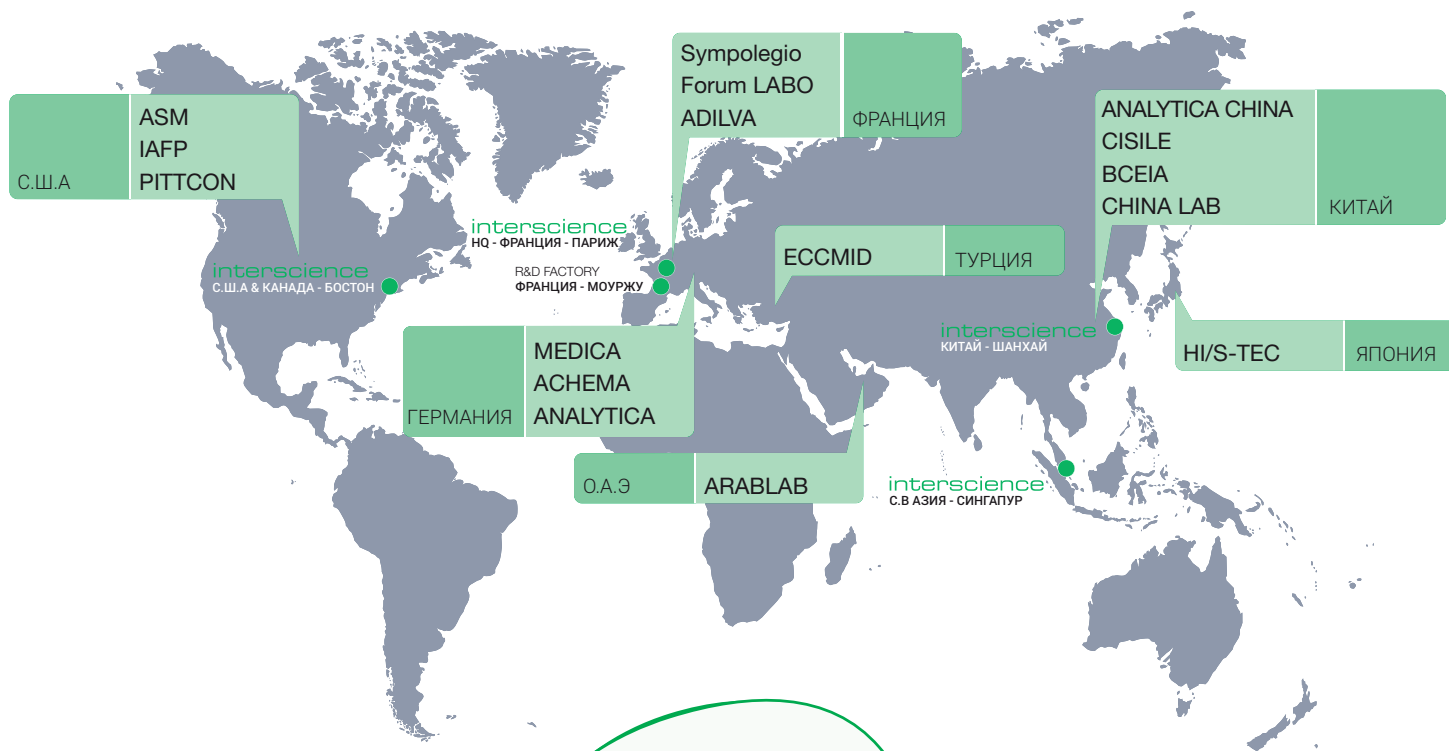 Sympolegio
Forum LABO
ADILVA
ФРАНЦИЯ
С.Ш.А
ASM
IAFP
PITTCON
ANALYTICA CHINA
CISILE
BCEIA
CHINA LAB
КИТАЙ
interscience
HQ - ФРАНЦИЯ - ПАРИЖ
ECCMID
ТУРЦИЯ
interscience
С.Ш.А & КАНАДА - БОСТОН
R&D FACTORY
ФРАНЦИЯ - МОУРЖУ
interscience
КИТАЙ - ШАНХАЙ
HI/S-TEC
ЯПОНИЯ
ГЕРМАНИЯ
MEDICA
ACHEMA
ANALYTICA
О.А.Э
ARABLAB
interscience
С.В АЗИЯ - СИНГАПУР